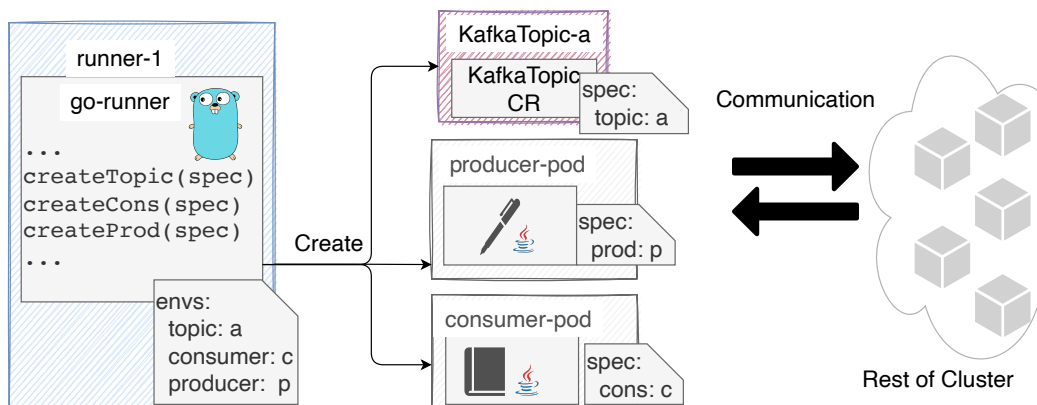 runner-1
go-runner
...
createTopic(spec)
createCons(spec)
createProd(spec)
...
envs:
topic: a
consumer: c
producer: p
Create
KafkaTopic-a
KafkaTopic
CR
spec:
topic: a
producer-pod
spec:
prod: p
consumer-pod
spec:
cons: c
Communication
Rest of Cluster